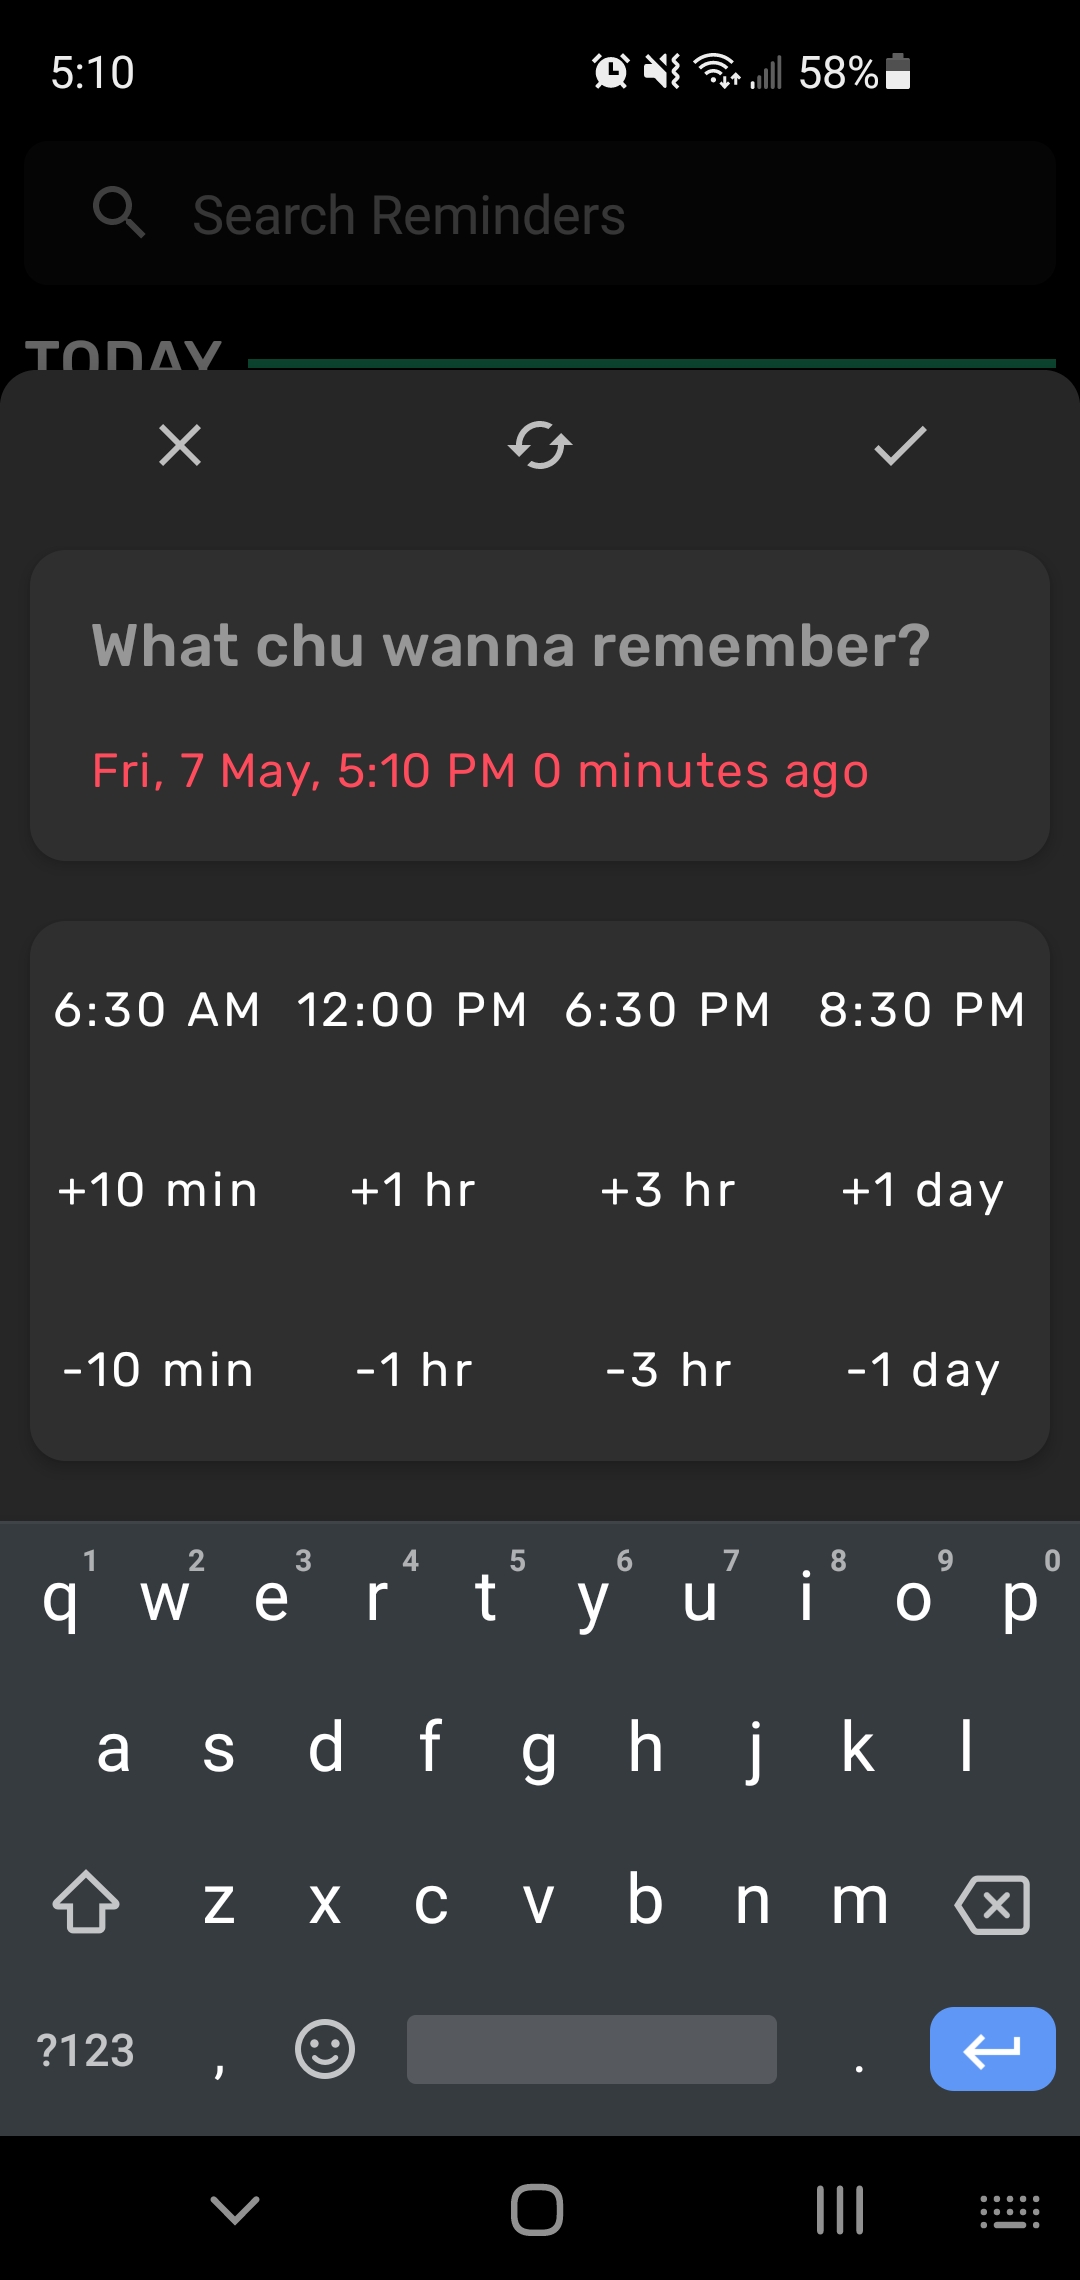 5:10 58%
Search Reminders
TODAY
What chu wanna remember?
Fri, 7 May, 5:10 PM 0 minutes ago
6:30 AM 12:00 PM 6:30 PM 8:30 PM
+10 min +1 hr +3 hr +1 day
-10 min -1 hr -3 hr -1 day
1 2 3 4 5 6 7 8 9 0
q w e r t y u i o p
a s d f g h j k l
z x c v b n m
?123 , .